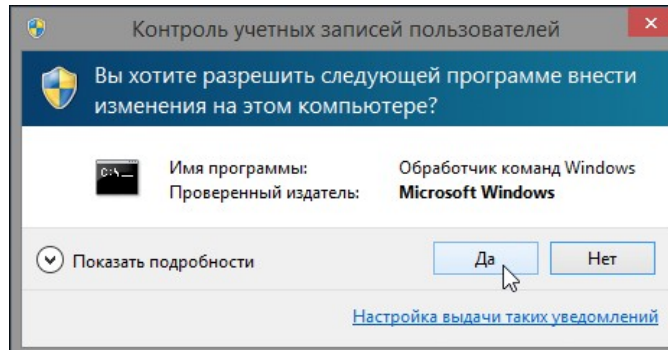 Контроль учетных записей пользователей
Вы хотите разрешить следующей программе внести
изменения на этом компьютере?
C:\_
Имя программы: Обработчик команд Windows
Проверенный издатель: Microsoft Windows
Показать подробности
Да
Нет
Настройка выдачи таких уведомлений